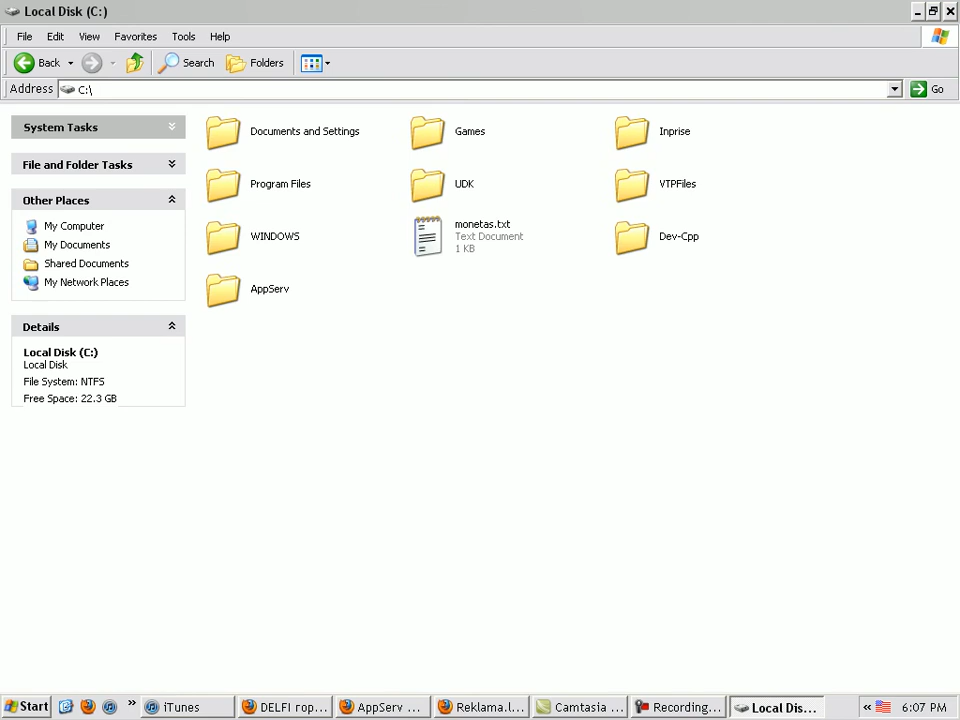 Local Disk (C:)
File Edit View Favorites Tools Help
Back Search Folders
Address C:\ Go
System Tasks
File and Folder Tasks
Other Places
My Computer
My Documents
Shared Documents
My Network Places
Details
Local Disk (C:)
Local Disk
File System: NTFS
Free Space: 22.3 GB
Documents and Settings
Games
Inprise
Program Files
UDK
VTPFiles
WINDOWS
monetas.txt
Text Document
1 KB
Dev-Cpp
AppServ
Start » iTunes DELFI rop... AppServ ... Reklama.l... Camtasia ... Recording... Local Dis... « 6:07 PM